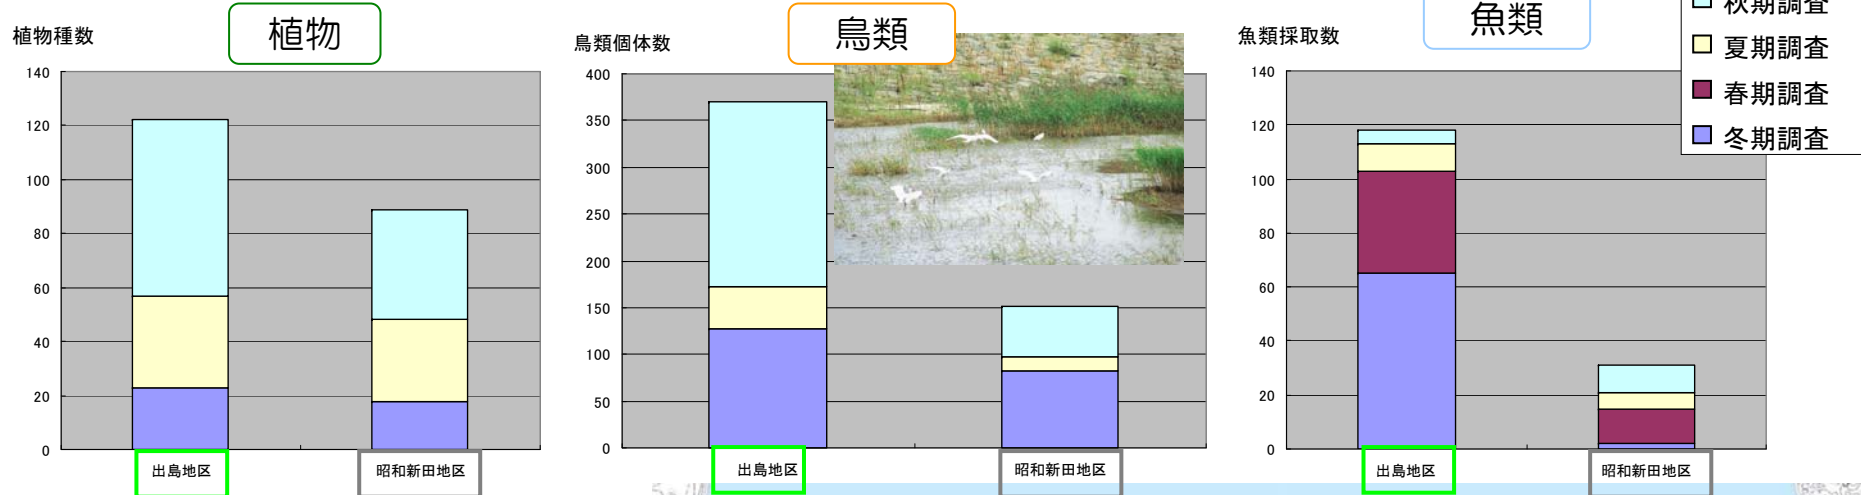 植物種数
植物
140
120
100
80
60
40
20
0
出島地区
昭和新田地区
鳥類個体数
鳥類
400
350
300
250
200
150
100
50
0
出島地区
昭和新田地区
魚類採取数
魚類
140
120
100
80
60
40
20
0
出島地区
昭和新田地区
秋期調査
夏期調査
春期調査
冬期調査